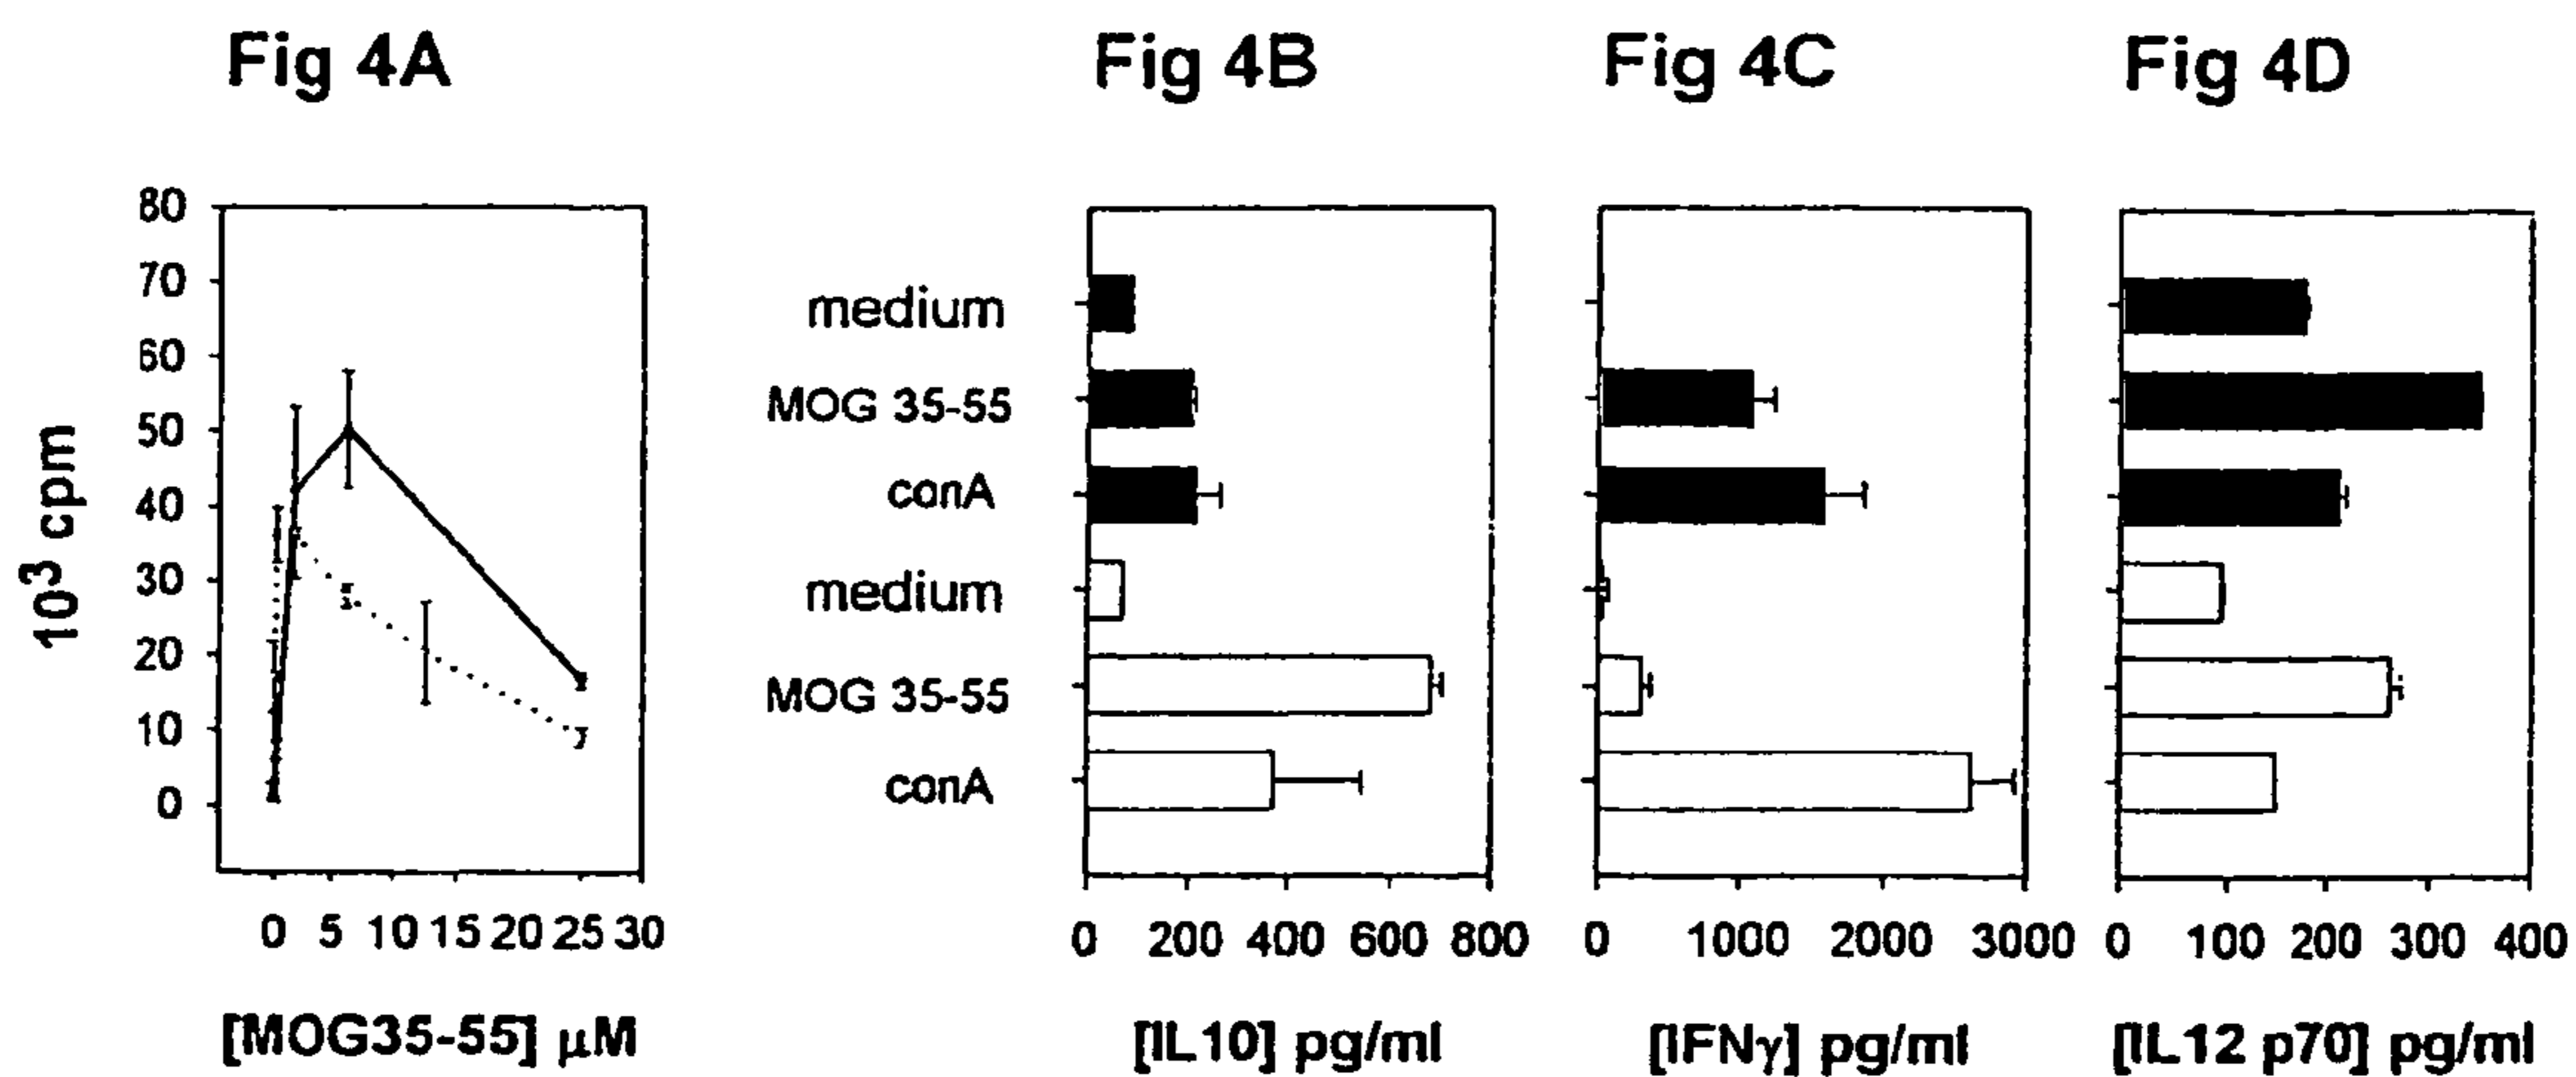 Fig 4A
Fig 4B
Fig 4C
Fig 4D
80
70
60
50
40
30
20
10
0
10³ cpm
0 5 10 15 20 25 30
[MOG35-55] μM
medium
MOG 35-55
conA
medium
MOG 35-55
conA
0 200 400 600 800
[IL10] pg/ml
0 1000 2000 3000
[IFNγ] pg/ml
0 100 200 300 400
[IL12 p70] pg/ml